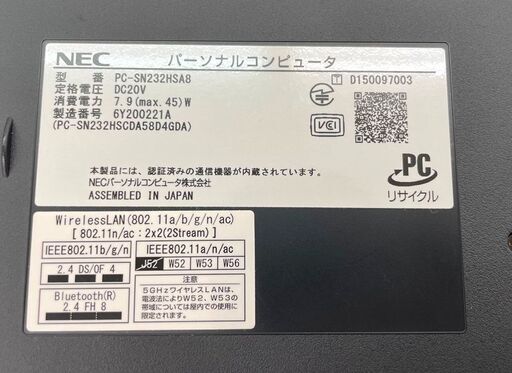 NEC パーソナルコンピュータ
型 番 PC-SN232HSA8
定格電圧 DC20V
消費電力 7.9(max.45)W
製造番号 6Y200221A
(PC-SN232HSCDA58D4GDA)
T D150097003
VCCI
本製品には、認証済みの通信機器が内蔵されています。
NECパーソナルコンピュータ株式会社
ASSEMBLED IN JAPAN
PC
リサイクル
WirelessLAN(802.11a/b/g/n/ac)
[ 802.11n/ac : 2x2(2Stream) ]
IEEE802.11b/g/n
2.4 DS/OF 4
Bluetooth(R)
2.4 FH 8
IEEE802.11a/n/ac
J52 W52 W53 W56
注意
5GHzワイヤレスLANは、
電波法によりW52、W53の
帯域については屋内での使用に
限定されます。